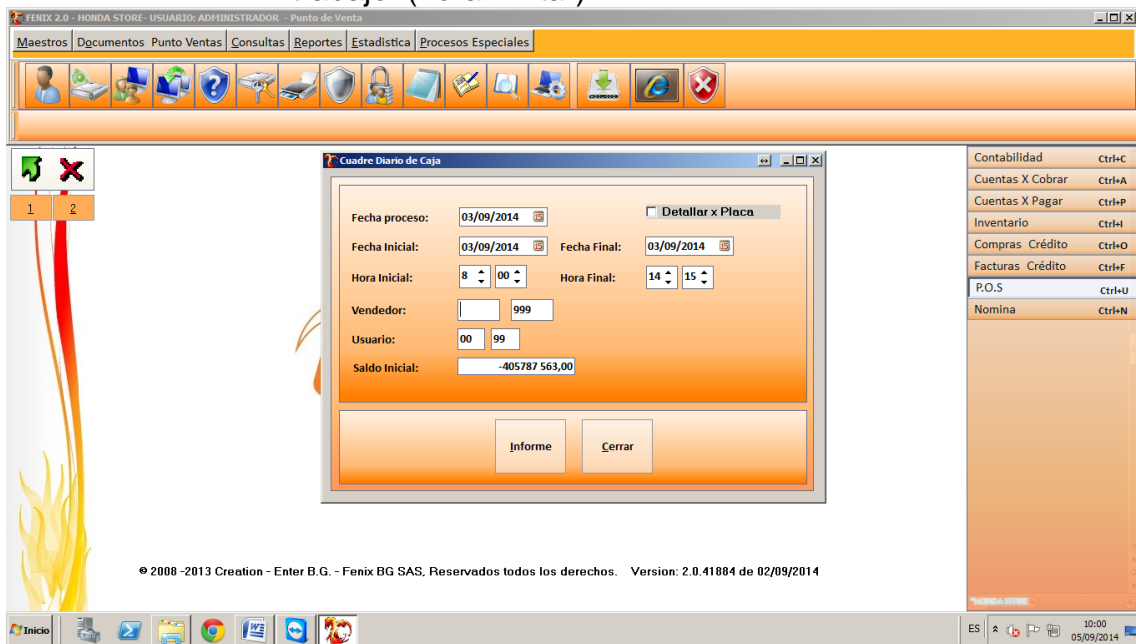 FENIX 2.0 - HONDA STORE- USUARIO: ADMINISTRADOR - Punto de Venta
Maestros Documentos Punto Ventas Consultas Reportes Estadistica Procesos Especiales
1 2
Cuadre Diario de Caja
Fecha proceso: 03/09/2014 Detallar x Placa
Fecha Inicial: 03/09/2014 Fecha Final: 03/09/2014
Hora Inicial: 8 00 Hora Final: 14 15
Vendedor: 999
Usuario: 00 99
Saldo Inicial: -405787 563,00
Informe Cerrar
Contabilidad Ctrl+C
Cuentas X Cobrar Ctrl+A
Cuentas X Pagar Ctrl+P
Inventario Ctrl+I
Compras Crédito Ctrl+O
Facturas Crédito Ctrl+F
P.O.S Ctrl+U
Nomina Ctrl+N
© 2008 -2013 Creation - Enter B.G. - Fenix BG SAS, Reservados todos los derechos. Version: 2.0.41884 de 02/09/2014
Inicio
ES
10:00
05/09/2014